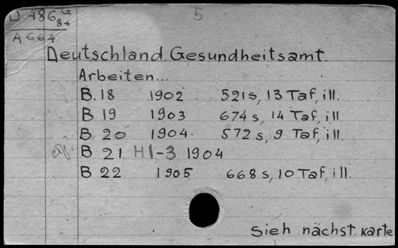 D 486 G 84
5
A 664
Deutschland. Gesundheitsamt.
Arbeiten...
B. 18 1902 521 s, 13 Taf, ill.
B 19 1903 674 s, 14 Taf, ill.
B 20 1904. 572 s, 9 Taf, ill.
B 21 H1-3 1904
B 22 1905 668 s, 10 Taf, ill.
Sieh nächst. Karte